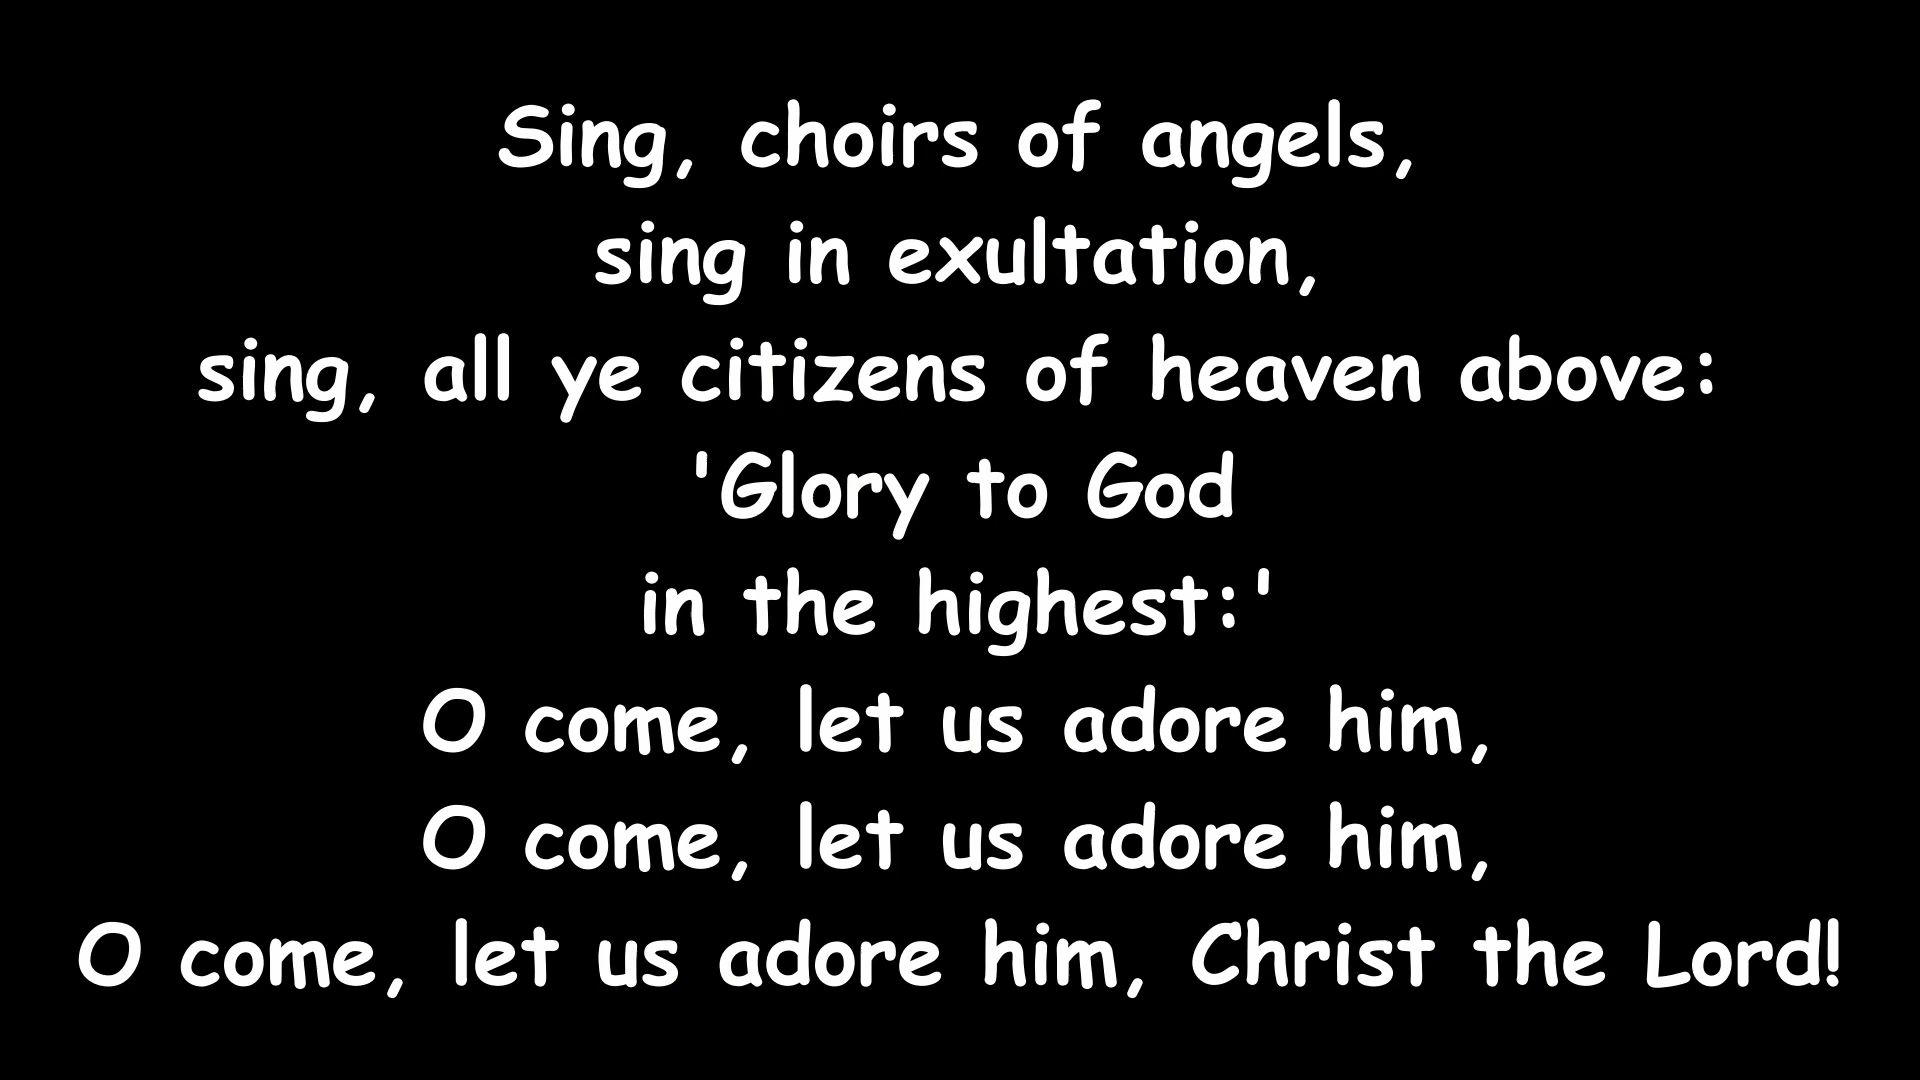 Sing, choirs of angels,
sing in exultation,
sing, all ye citizens of heaven above:
'Glory to God
in the highest:'
O come, let us adore him,
O come, let us adore him,
O come, let us adore him, Christ the Lord!